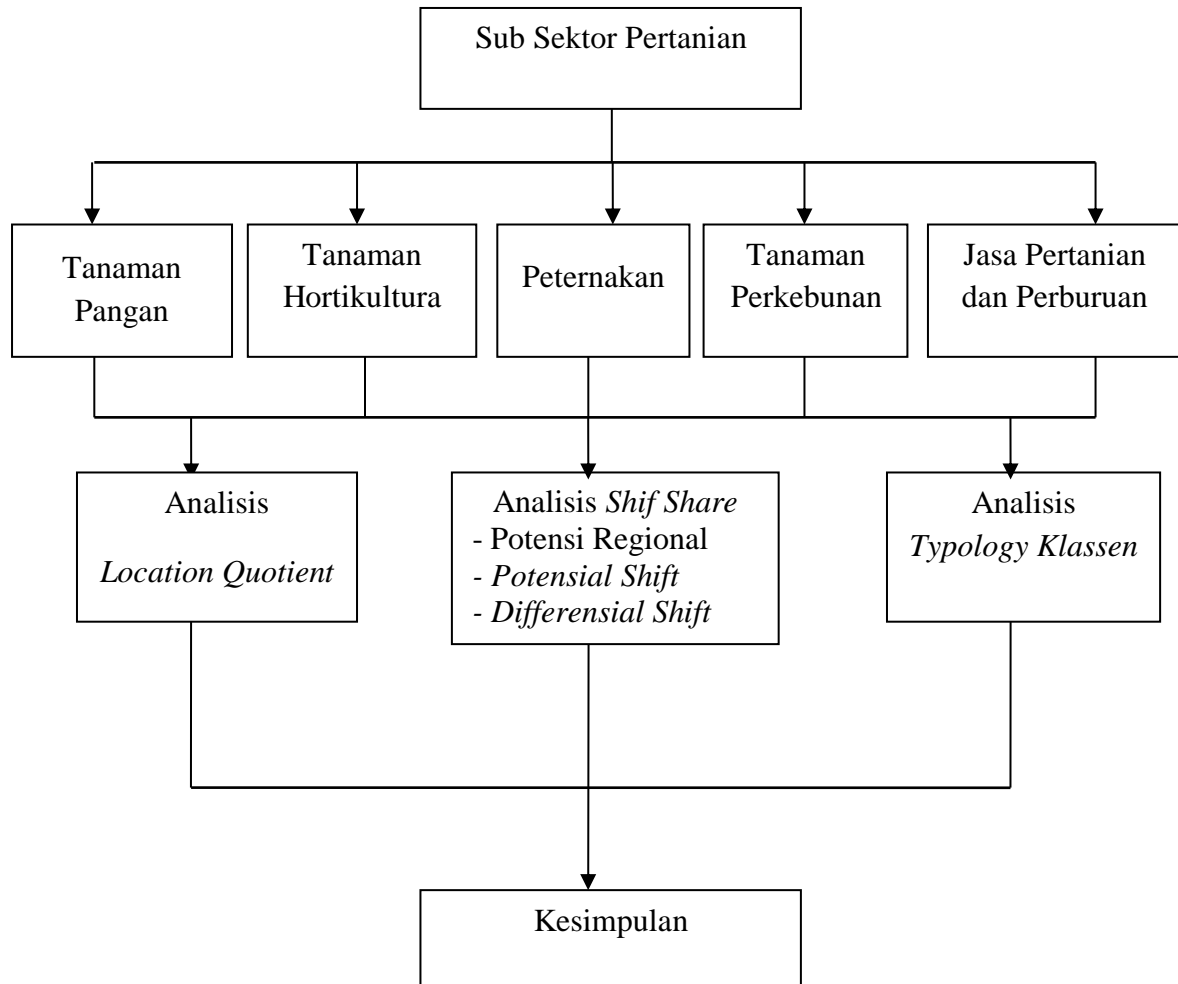 Sub Sektor Pertanian
Tanaman
Pangan
Tanaman
Hortikultura
Peternakan
Tanaman
Perkebunan
Jasa Pertanian
dan Perburuan
Analisis
Location Quotient
Analisis Shif Share
- Potensi Regional
- Potensial Shift
- Differensial Shift
Analisis
Typology Klassen
Kesimpulan